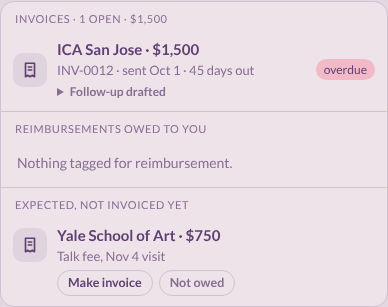 INVOICES · 1 OPEN · $1,500
ICA San Jose · $1,500
INV-0012 · sent Oct 1 · 45 days out
overdue
Follow-up drafted
REIMBURSEMENTS OWED TO YOU
Nothing tagged for reimbursement.
EXPECTED, NOT INVOICED YET
Yale School of Art · $750
Talk fee, Nov 4 visit
Make invoice
Not owed